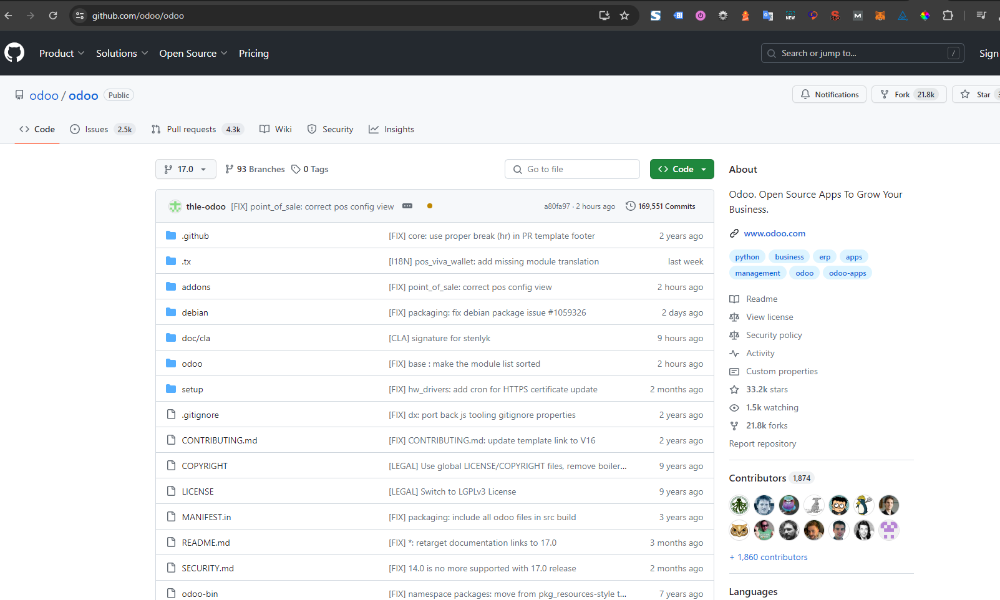 github.com/odoo/odoo
Product Solutions Open Source Pricing
Search or jump to... /
Sign
odoo / odoo Public
Notifications Fork 21.8k Star 3
Code Issues 2.5k Pull requests 4.3k Wiki Security Insights
17.0 93 Branches 0 Tags
Go to file
Code
thle-odoo [FIX] point_of_sale: correct pos config view a80fa97 · 2 hours ago 169,551 Commits
.github [FIX] core: use proper break (hr) in PR template footer 2 years ago
.tx [I18N] pos_viva_wallet: add missing module translation last week
addons [FIX] point_of_sale: correct pos config view 2 hours ago
debian [FIX] packaging: fix debian package issue #1059326 2 days ago
doc/cla [CLA] signature for stenlyk 9 hours ago
odoo [FIX] base : make the module list sorted 2 hours ago
setup [FIX] hw_drivers: add cron for HTTPS certificate update 2 months ago
.gitignore [FIX] dx: port back js tooling gitignore properties 2 years ago
CONTRIBUTING.md [FIX] CONTRIBUTING.md: update template link to V16 2 years ago
COPYRIGHT [LEGAL] Use global LICENSE/COPYRIGHT files, remove boiler... 9 years ago
LICENSE [LEGAL] Switch to LGPLv3 License 9 years ago
MANIFEST.in [FIX] packaging: include all odoo files in src build 3 years ago
README.md [FIX] *: retarget documentation links to 17.0 3 months ago
SECURITY.md [FIX] 14.0 is no more supported with 17.0 release 2 months ago
odoo-bin [FIX] namespace packages: move from pkg_resources-style t... 7 years ago
About
Odoo. Open Source Apps To Grow Your
Business.
www.odoo.com
python business erp apps
management odoo odoo-apps
Readme
View license
Security policy
Activity
Custom properties
33.2k stars
1.5k watching
21.8k forks
Report repository
Contributors 1,874
+ 1,860 contributors
Languages